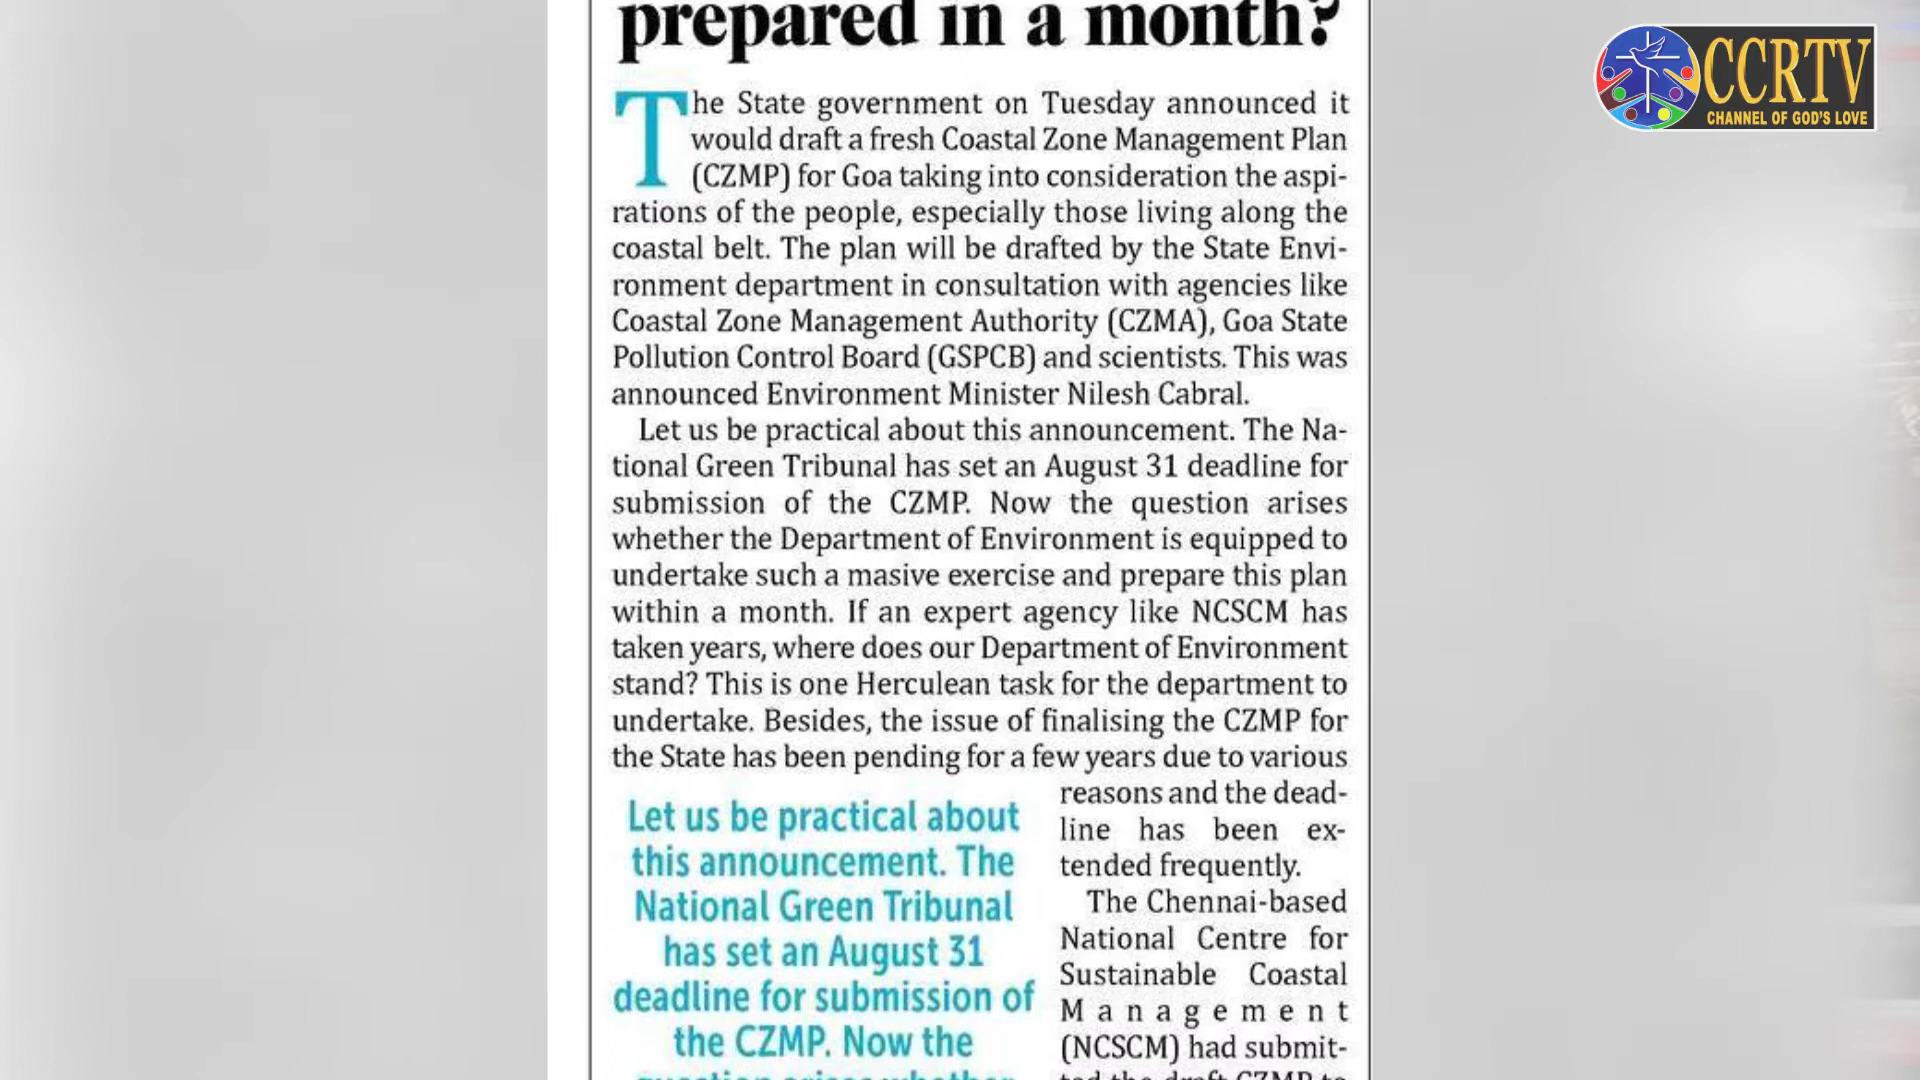 prepared in a month?
CCRTV
CHANNEL OF GOD'S LOVE
The State government on Tuesday announced it
would draft a fresh Coastal Zone Management Plan
(CZMP) for Goa taking into consideration the aspi-
rations of the people, especially those living along the
coastal belt. The plan will be drafted by the State Envi-
ronment department in consultation with agencies like
Coastal Zone Management Authority (CZMA), Goa State
Pollution Control Board (GSPCB) and scientists. This was
announced Environment Minister Nilesh Cabral.
Let us be practical about this announcement. The Na-
tional Green Tribunal has set an August 31 deadline for
submission of the CZMP. Now the question arises
whether the Department of Environment is equipped to
undertake such a masive exercise and prepare this plan
within a month. If an expert agency like NCSCM has
taken years, where does our Department of Environment
stand? This is one Herculean task for the department to
undertake. Besides, the issue of finalising the CZMP for
the State has been pending for a few years due to various
reasons and the dead-
line has been ex-
tended frequently.
The Chennai-based
National Centre for
Sustainable Coastal
Management
(NCSCM) had submit-
ted the draft CZMP to
Let us be practical about
this announcement. The
National Green Tribunal
has set an August 31
deadline for submission of
the CZMP. Now the
question arises whether